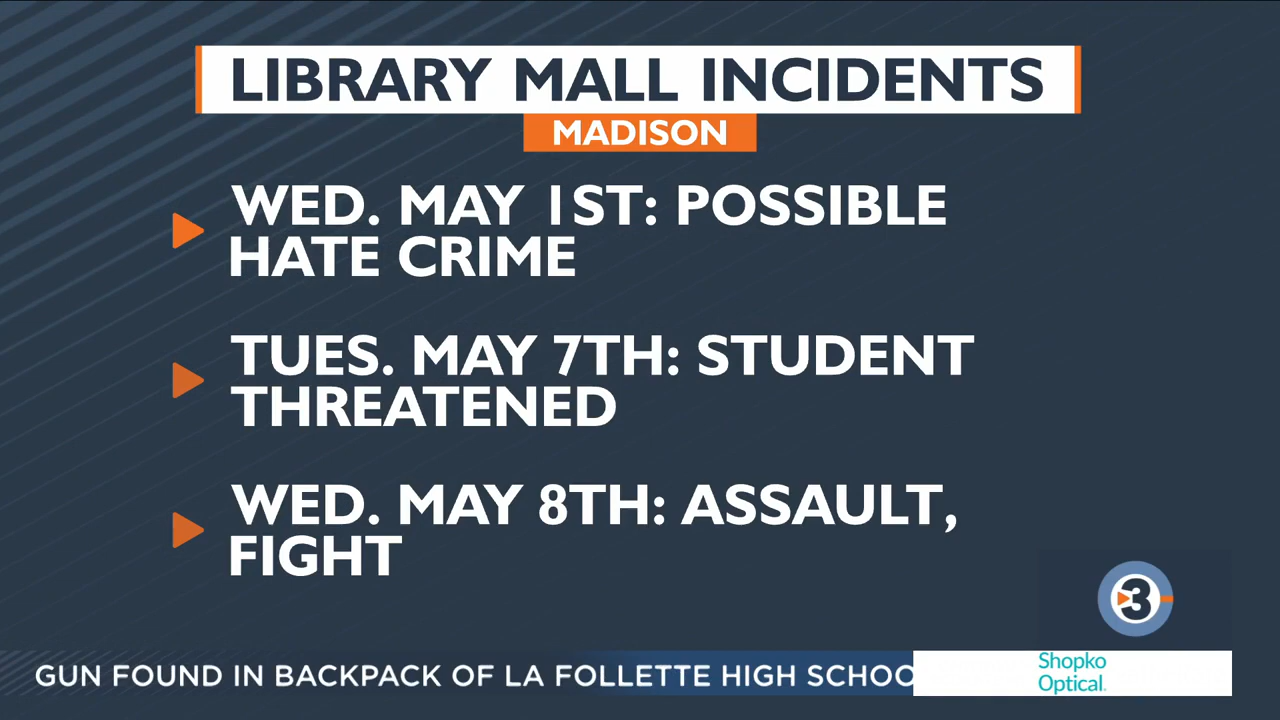 LIBRARY MALL INCIDENTS
MADISON
WED. MAY 1ST: POSSIBLE
HATE CRIME
TUES. MAY 7TH: STUDENT
THREATENED
WED. MAY 8TH: ASSAULT,
FIGHT
3
GUN FOUND IN BACKPACK OF LA FOLLETTE HIGH SCHOO
Shopko
Optical.